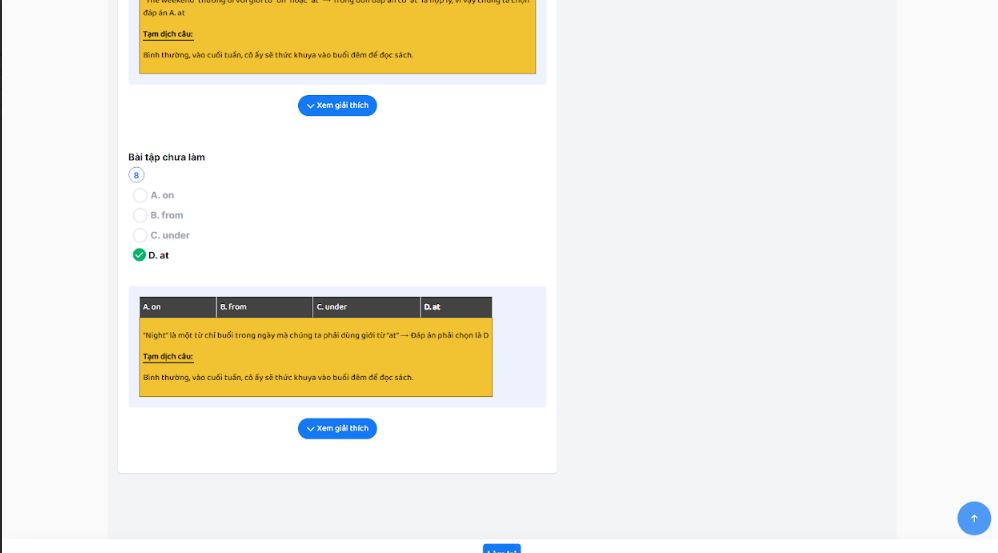 "The weekend" thường đi với giới từ "on" hoặc "at" → Trong bốn đáp án có "at" là hợp lý, vì vậy chúng ta chọn
đáp án A. at
Tạm dịch câu:
Bình thường, vào cuối tuần, cô ấy sẽ thức khuya vào buổi đêm để đọc sách.
Xem giải thích
Bài tập chưa làm
8
A. on
B. from
C. under
D. at
A. on B. from C. under D. at
"Night" là một từ chỉ buổi trong ngày mà chúng ta phải dùng giới từ "at" → Đáp án phải chọn là D
Tạm dịch câu:
Bình thường, vào cuối tuần, cô ấy sẽ thức khuya vào buổi đêm để đọc sách.
Xem giải thích